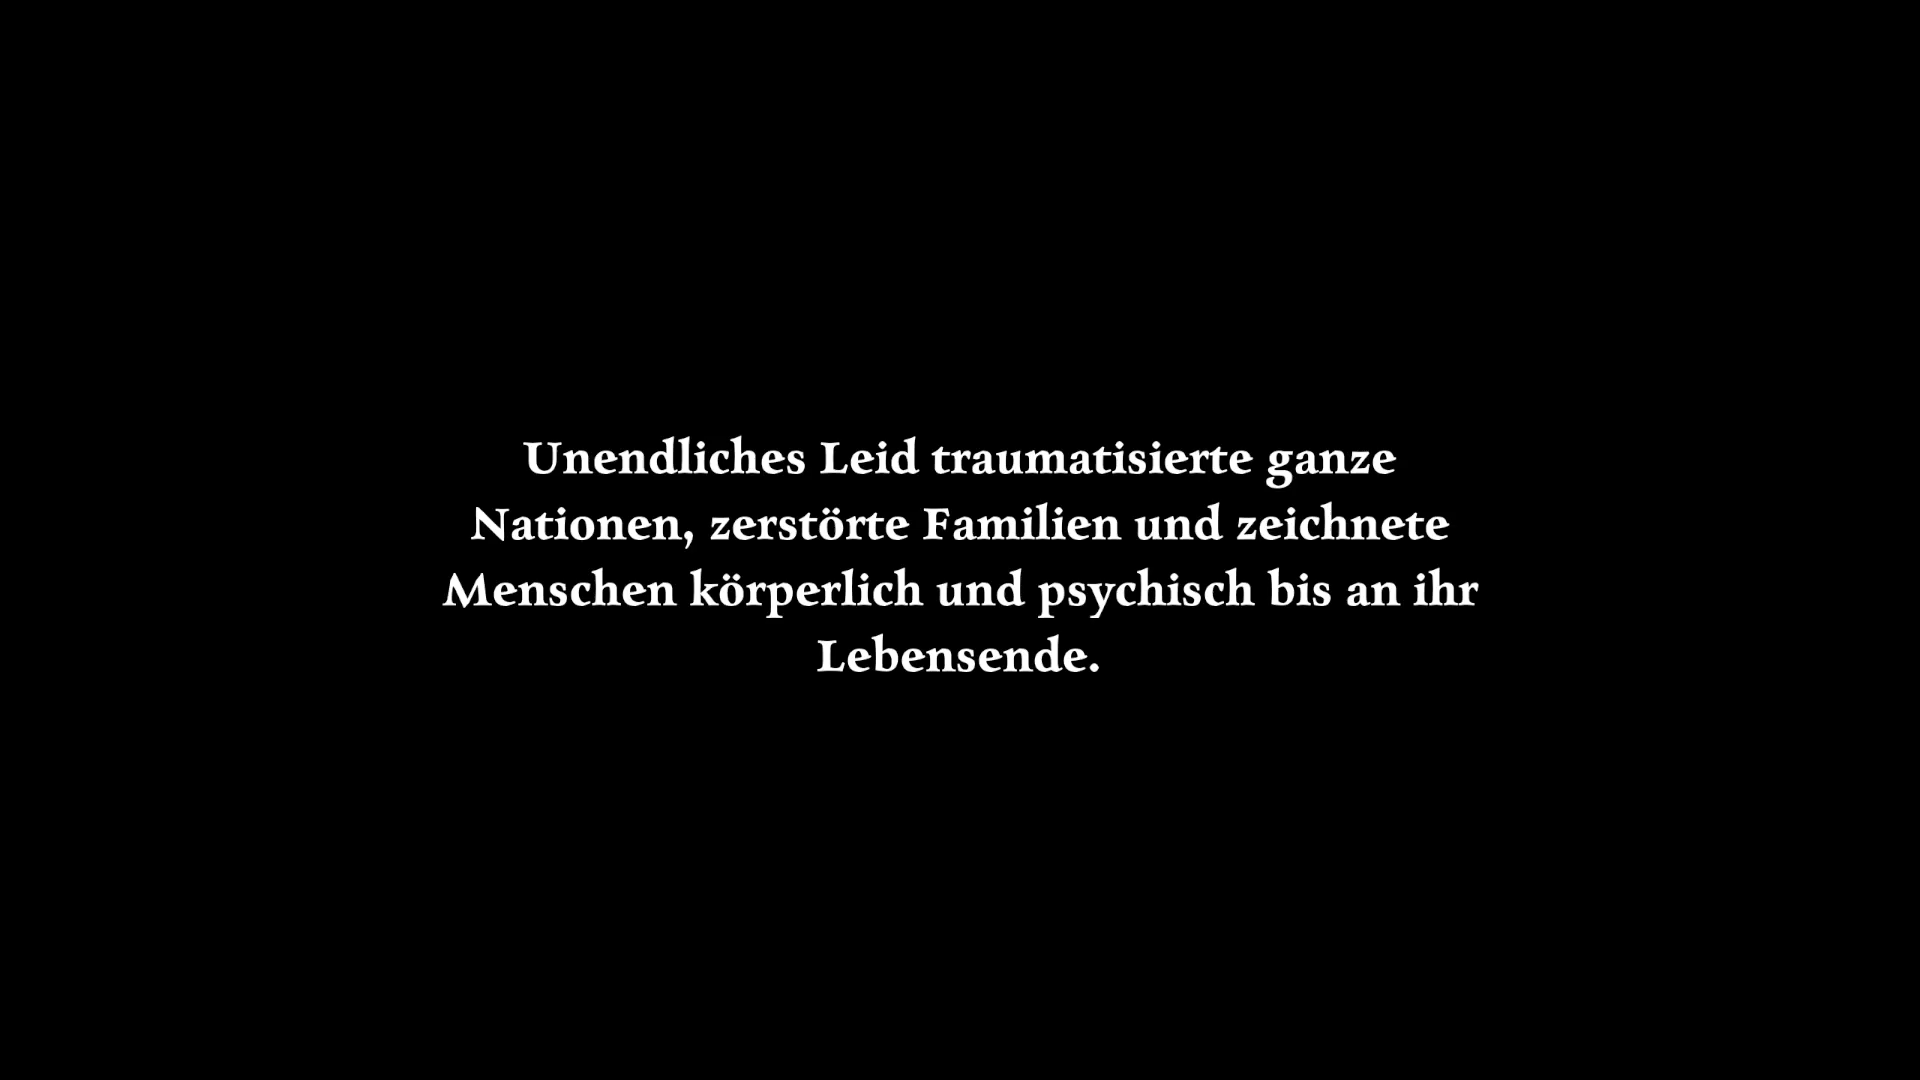 Unendliches Leid traumatisierte ganze
Nationen, zerstörte Familien und zeichnete
Menschen körperlich und psychisch bis an ihr
Lebensende.